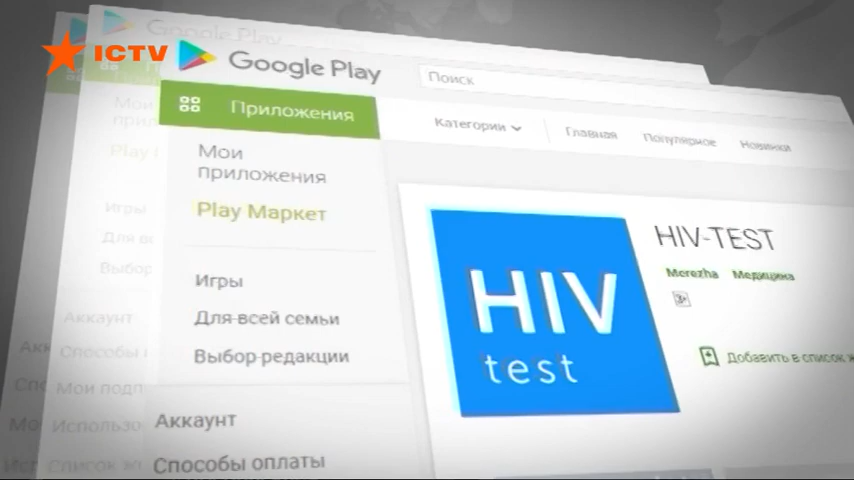 ICTV
Google Play
Поиск
Приложения
Категории
Главная
Популярное
Новинки
Мои
приложения
Play Маркет
Игры
Для всей семьи
Выбор редакции
Аккаунт
Способы оплаты
HIV-TEST
Merezha Медицина
3+
Добавить в список
HIV
test